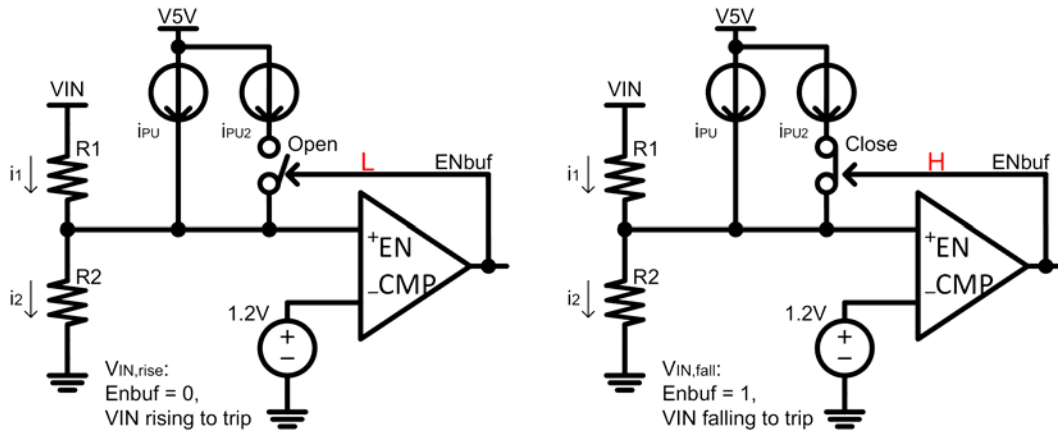 V5V
VIN
iPU
iPU2
Open
L
ENbuf
i1
R1
+EN
_CMP
i2
R2
1.2V
+
–
VIN,rise:
Enbuf = 0,
VIN rising to trip
V5V
VIN
iPU
iPU2
Close
H
ENbuf
i1
R1
+EN
_CMP
i2
R2
1.2V
+
–
VIN,fall:
Enbuf = 1,
VIN falling to trip